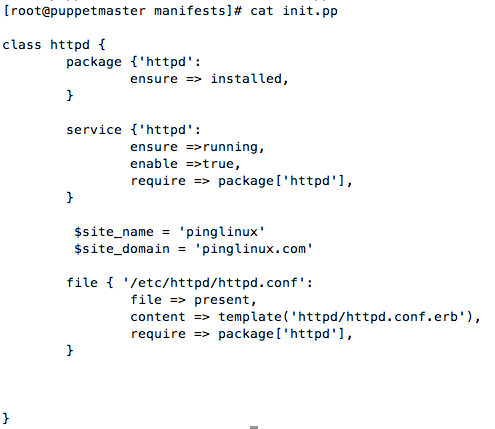 [root@puppetmaster manifests]# cat init.pp
class httpd {
package {'httpd':
ensure => installed,
}
service {'httpd':
ensure =>running,
enable =>true,
require => package['httpd'],
}
$site_name = 'pinglinux'
$site_domain = 'pinglinux.com'
file { '/etc/httpd/httpd.conf':
file => present,
content => template('httpd/httpd.conf.erb'),
require => package['httpd'],
}
}